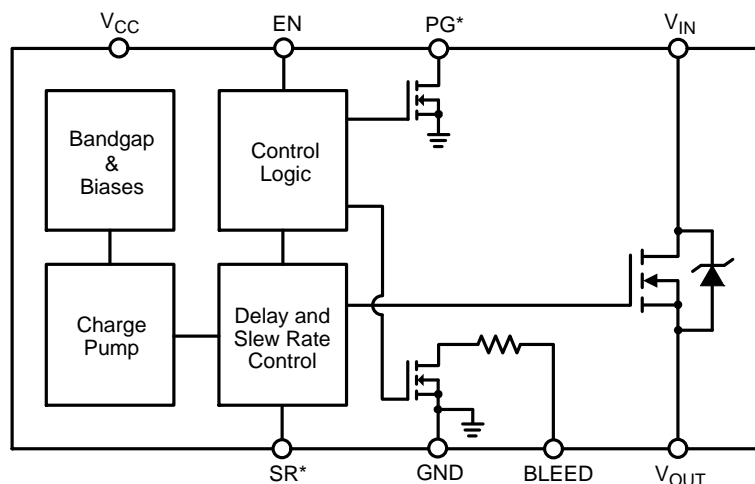 VCC
EN
PG*
VIN
Bandgap
&
Biases
Control
Logic
Charge
Pump
Delay and
Slew Rate
Control
SR*
GND
BLEED
VOUT